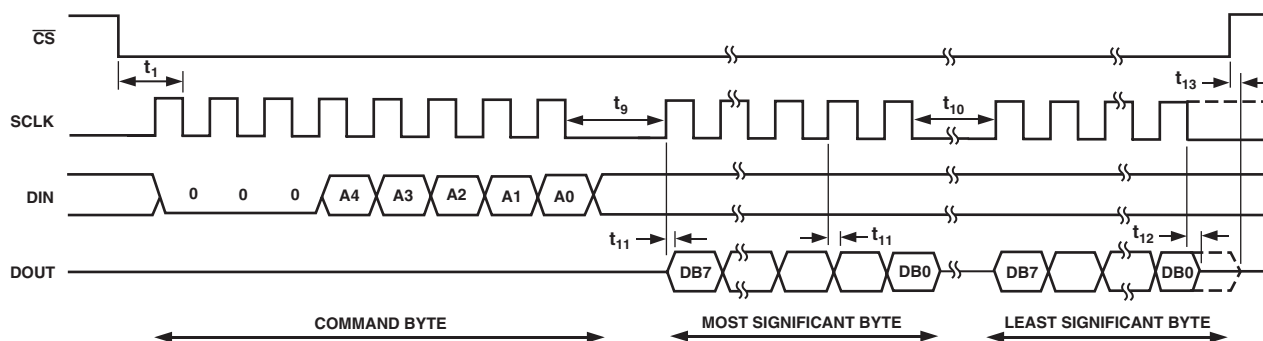 CS
t1
t13
SCLK
t9
t10
DIN
0 0 0 A4 A3 A2 A1 A0
t11
t11
t12
DOUT
DB7 DB0 DB7 DB0
COMMAND BYTE MOST SIGNIFICANT BYTE LEAST SIGNIFICANT BYTE